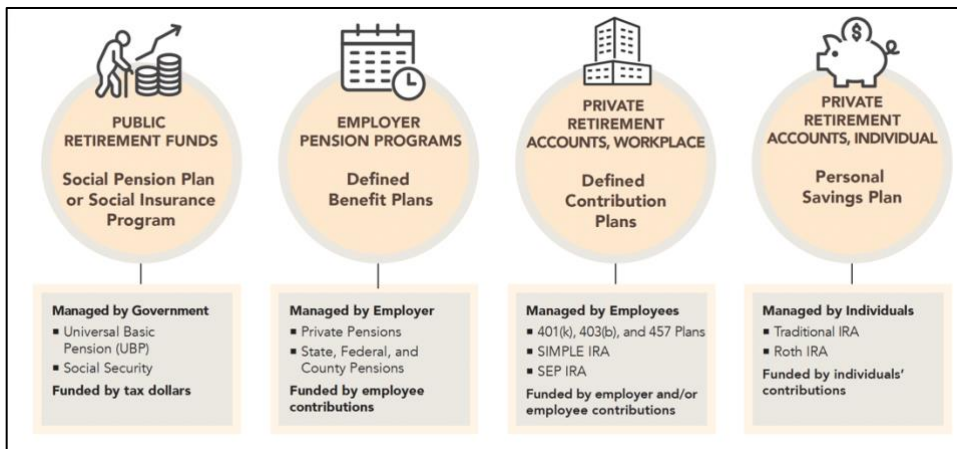 PUBLIC
RETIREMENT FUNDS
Social Pension Plan
or Social Insurance
Program
Managed by Government
▪ Universal Basic
Pension (UBP)
▪ Social Security
Funded by tax dollars
EMPLOYER
PENSION PROGRAMS
Defined
Benefit Plans
Managed by Employer
▪ Private Pensions
▪ State, Federal, and
County Pensions
Funded by employee
contributions
PRIVATE
RETIREMENT
ACCOUNTS, WORKPLACE
Defined
Contribution
Plans
Managed by Employees
▪ 401(k), 403(b), and 457 Plans
▪ SIMPLE IRA
▪ SEP IRA
Funded by employer and/or
employee contributions
$
PRIVATE
RETIREMENT
ACCOUNTS, INDIVIDUAL
Personal
Savings Plan
Managed by Individuals
▪ Traditional IRA
▪ Roth IRA
Funded by individuals’
contributions